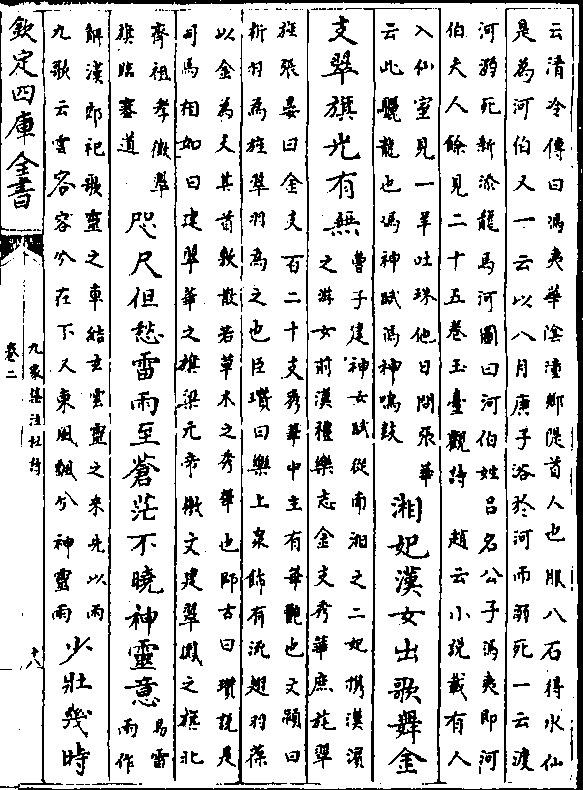 云清冷傳曰馮夷華陰潼鄉隄首人也服八石得水仙
是為河伯又一云以八月庚子浴於河而溺死一云渡
河溺死新添龍馬河圖曰河伯姓吕名公子馮夷即河
伯夫人餘見二十五卷玉臺觀詩 趙云小説載有人
入仙室見一羊吐珠他日問張華
云此驪龍也馮神賦馮神鳴鼓
湘妃漢女出歌舞金
支翠旗光有無
曹子建神女賦從南湘之二妃携漢濱
之游女前漢禮樂志金支秀華庶旄翠
旌張晏曰金支百二十支秀華中主有華艷也文頴曰
析羽為旌翠羽為之也臣瓚曰樂上衆飾有流遡羽葆
以金為支其首敷散若草木之秀華也師古曰瓚説是
司馬相如曰建翠華之旗梁元帝檄文建翠鳳之旗北
齊祖孝徵翠
旗臨塞道
咫尺但愁雷雨至蒼茫不曉神靈意
易雷
雨作
解漢郎祀歌靈之車結玄雲靈之来先以雨
九歌云雲容容兮在下又東風飄兮神靈雨
少壯幾時
欽定四庫全書
九家集注杜詩
卷二
十八